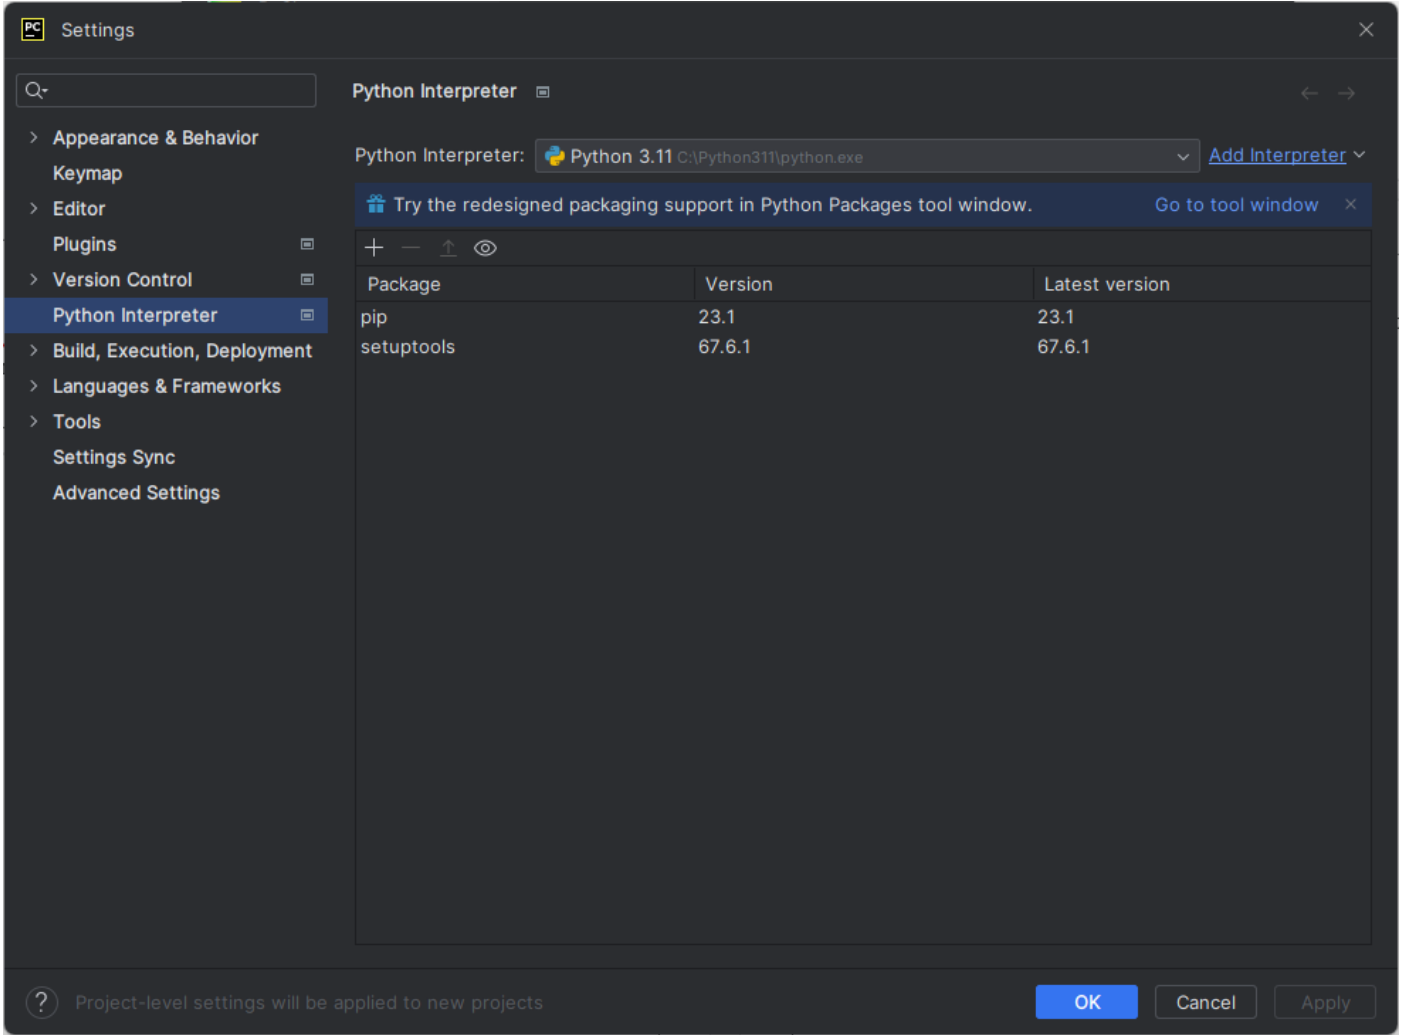 PC Settings
Python Interpreter
Appearance & Behavior
Keymap
Editor
Plugins
Version Control
Python Interpreter
Build, Execution, Deployment
Languages & Frameworks
Tools
Settings Sync
Advanced Settings
Python Interpreter: Python 3.11 C:\Python311\python.exe Add Interpreter
Try the redesigned packaging support in Python Packages tool window. Go to tool window
Package Version Latest version
pip 23.1 23.1
setuptools 67.6.1 67.6.1
? Project-level settings will be applied to new projects
OK Cancel Apply